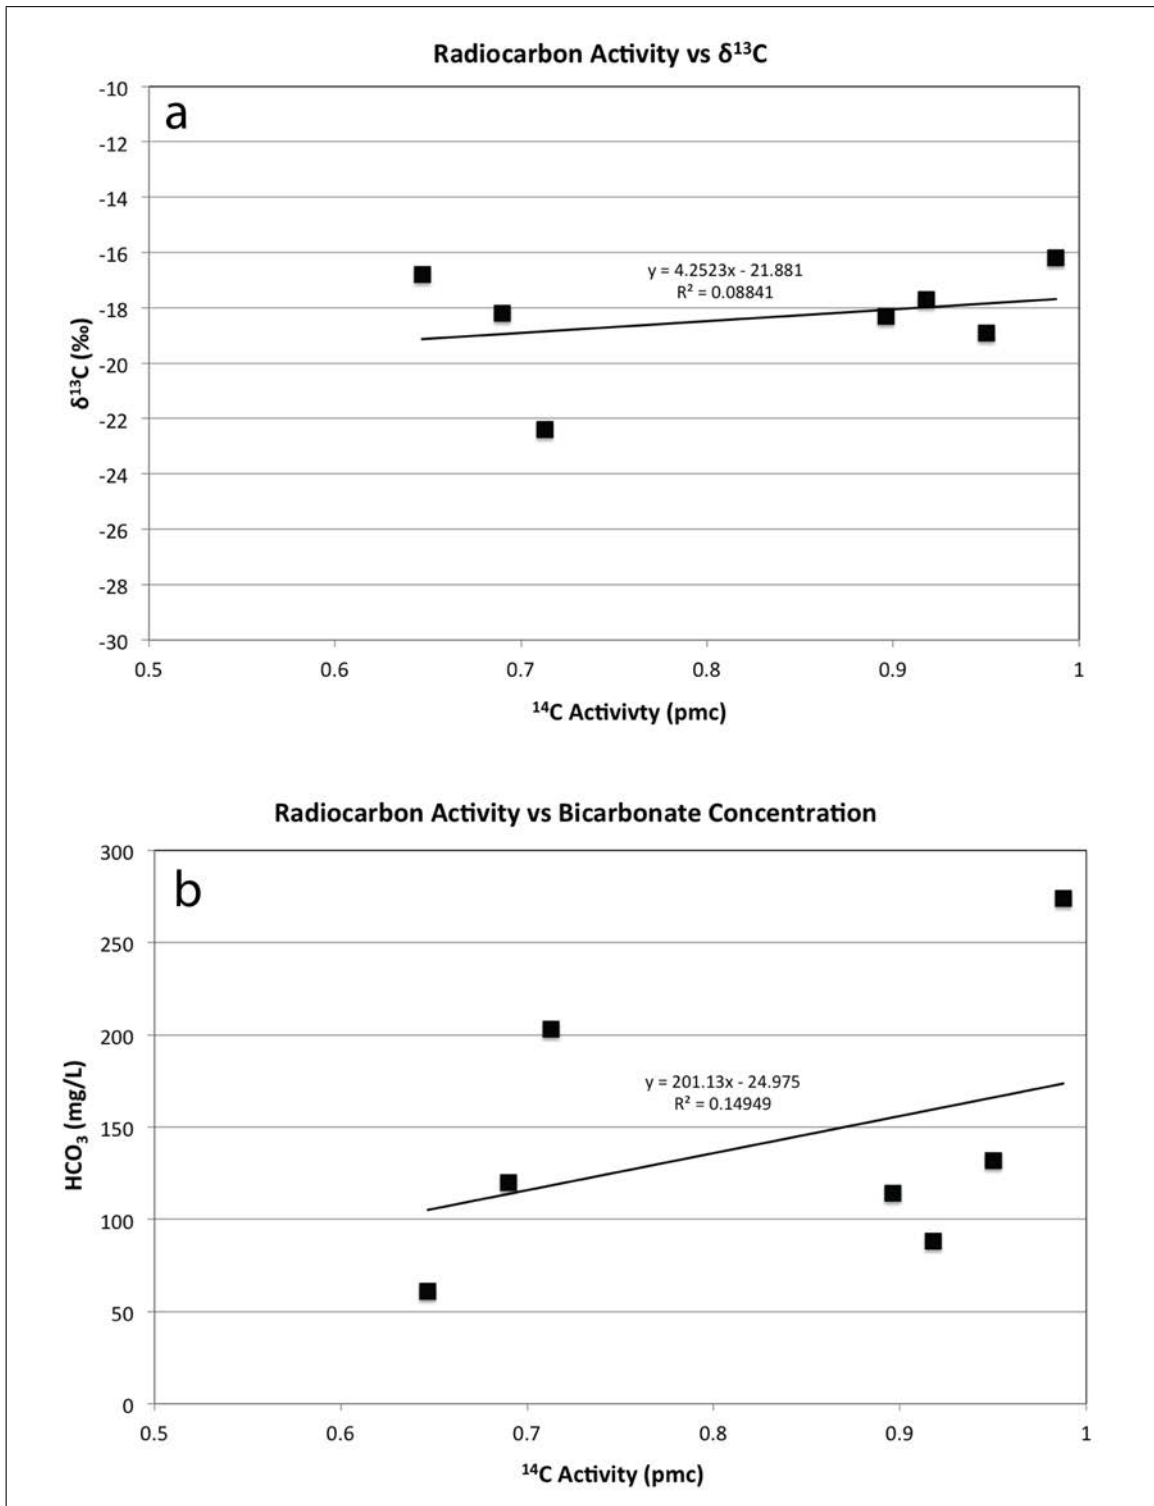 Radiocarbon Activity vs δ¹³C
a
-10
-12
-14
-16
-18
-20
-22
-24
-26
-28
-30
δ¹³C (‰)
y = 4.2523x - 21.881
R² = 0.08841
0.5 0.6 0.7 0.8 0.9 1
¹⁴C Activivty (pmc)
Radiocarbon Activity vs Bicarbonate Concentration
b
300
250
200
150
100
50
0
HCO₃ (mg/L)
y = 201.13x - 24.975
R² = 0.14949
0.5 0.6 0.7 0.8 0.9 1
¹⁴C Activity (pmc)